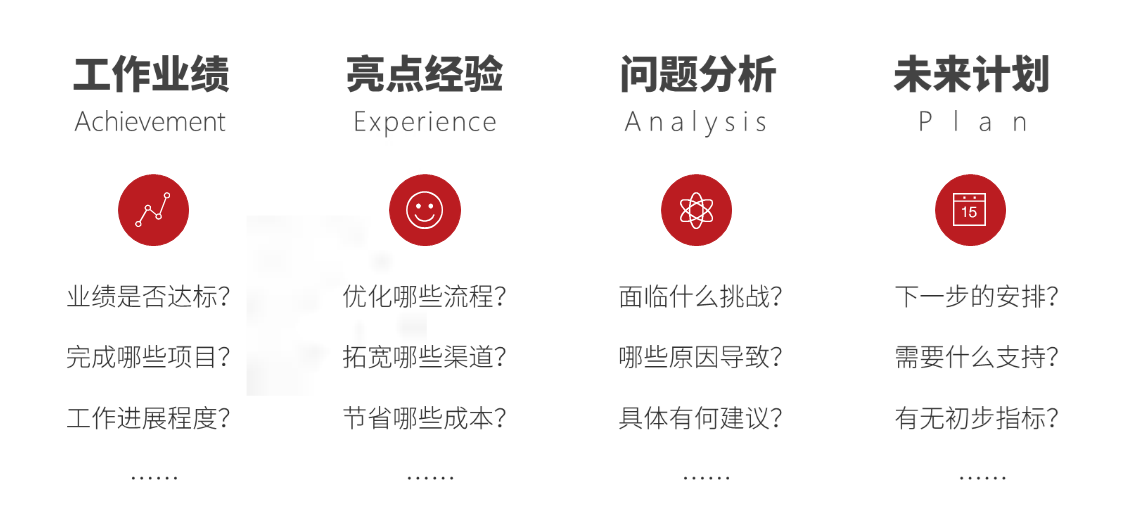 工作业绩
Achievement
业绩是否达标？
完成哪些项目？
工作进展程度？
……
亮点经验
Experience
优化哪些流程？
拓宽哪些渠道？
节省哪些成本？
……
问题分析
Analysis
面临什么挑战？
哪些原因导致？
具体有何建议？
……
未来计划
Plan
15
下一步的安排？
需要什么支持？
有无初步指标？
……